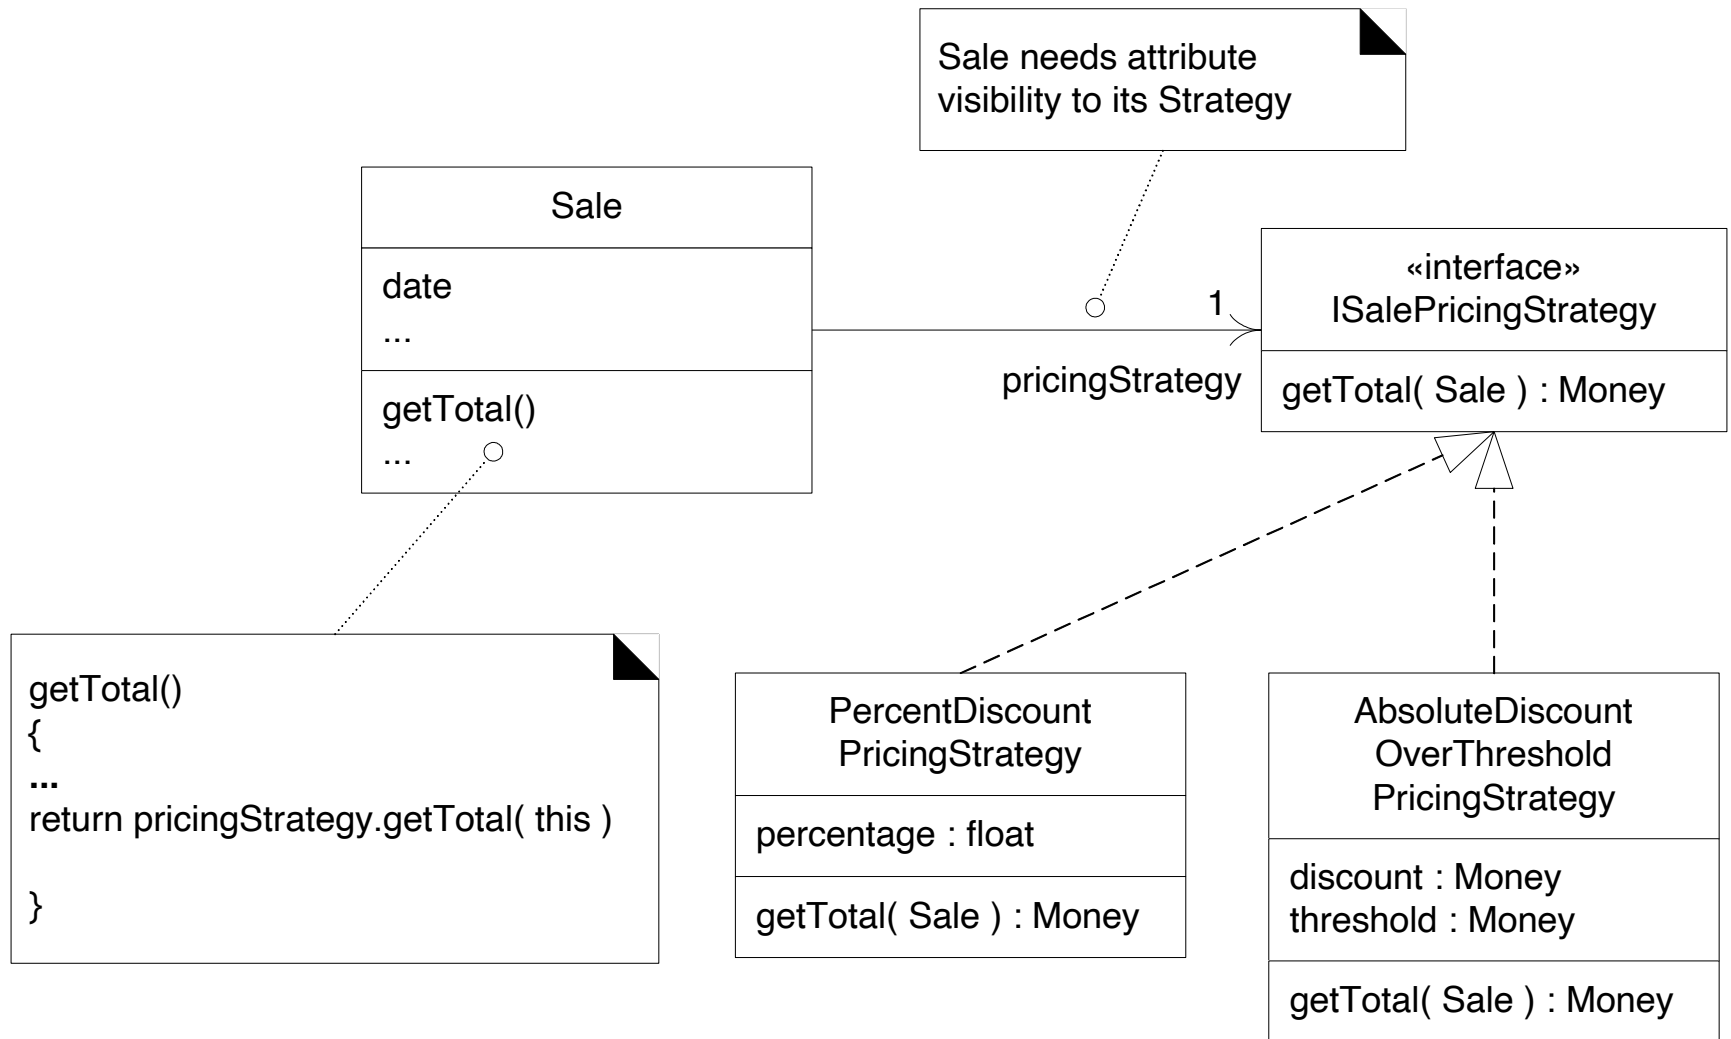 Sale needs attribute
visibility to its Strategy
Sale
date
...
getTotal()
...
1
pricingStrategy
«interface»
ISalePricingStrategy
getTotal( Sale ) : Money
getTotal()
{
...
return pricingStrategy.getTotal( this )
}
PercentDiscount
PricingStrategy
percentage : float
getTotal( Sale ) : Money
AbsoluteDiscount
OverThreshold
PricingStrategy
discount : Money
threshold : Money
getTotal( Sale ) : Money